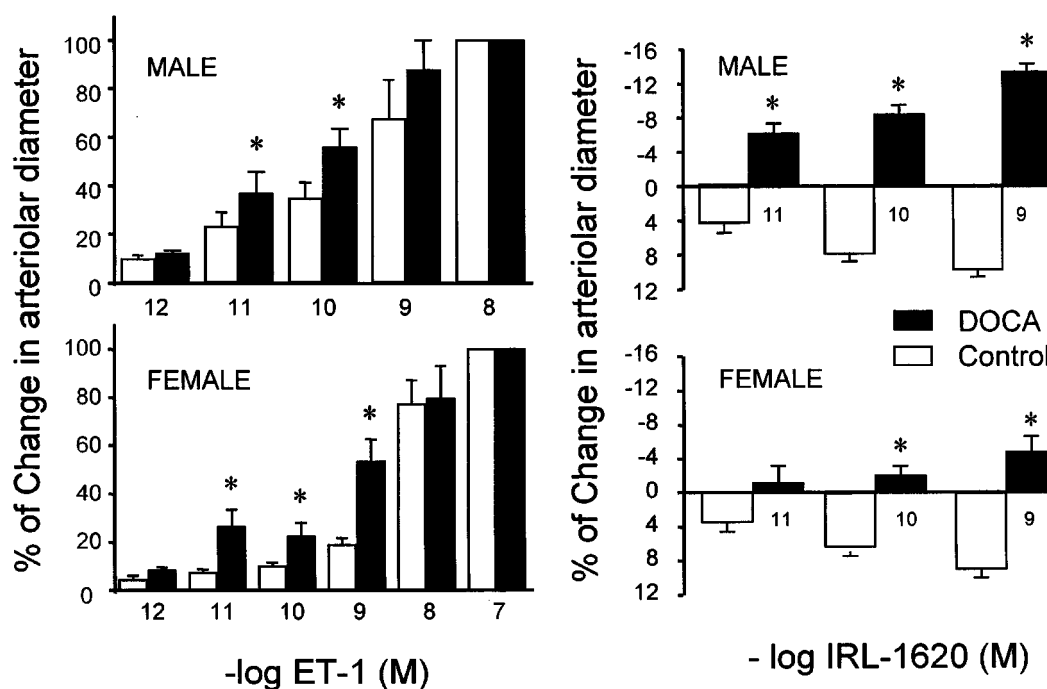 % of Change in arteriolar diameter
MALE
100
80
60
40
20
0
*
*
12 11 10 9 8
FEMALE
100
80
60
40
20
0
*
*
*
12 11 10 9 8 7
-log ET-1 (M)
% of Change in arteriolar diameter
MALE
-16
-12
-8
-4
0
4
8
12
*
*
*
11 10 9
DOCA
Control
FEMALE
-16
-12
-8
-4
0
4
8
12
*
*
11 10 9
- log IRL-1620 (M)